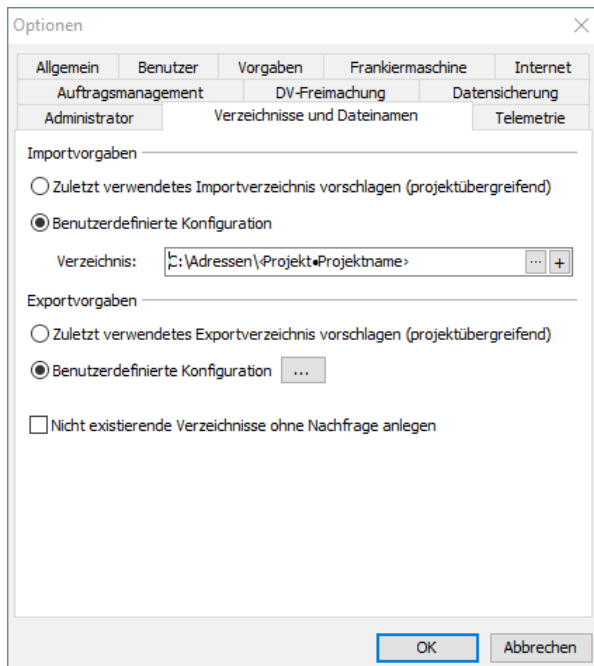 Optionen
Allgemein Benutzer Vorgaben Frankiermaschine Internet
Auftragsmanagement DV-Freimachung Datensicherung
Administrator Verzeichnisse und Dateinamen Telemetrie
Importvorgaben
Zuletzt verwendetes Importverzeichnis vorschlagen (projektübergreifend)
Benutzerdefinierte Konfiguration
Verzeichnis: C:\Adressen\‹Projekt•Projektname› ... +
Exportvorgaben
Zuletzt verwendetes Exportverzeichnis vorschlagen (projektübergreifend)
Benutzerdefinierte Konfiguration ...
Nicht existierende Verzeichnisse ohne Nachfrage anlegen
OK Abbrechen